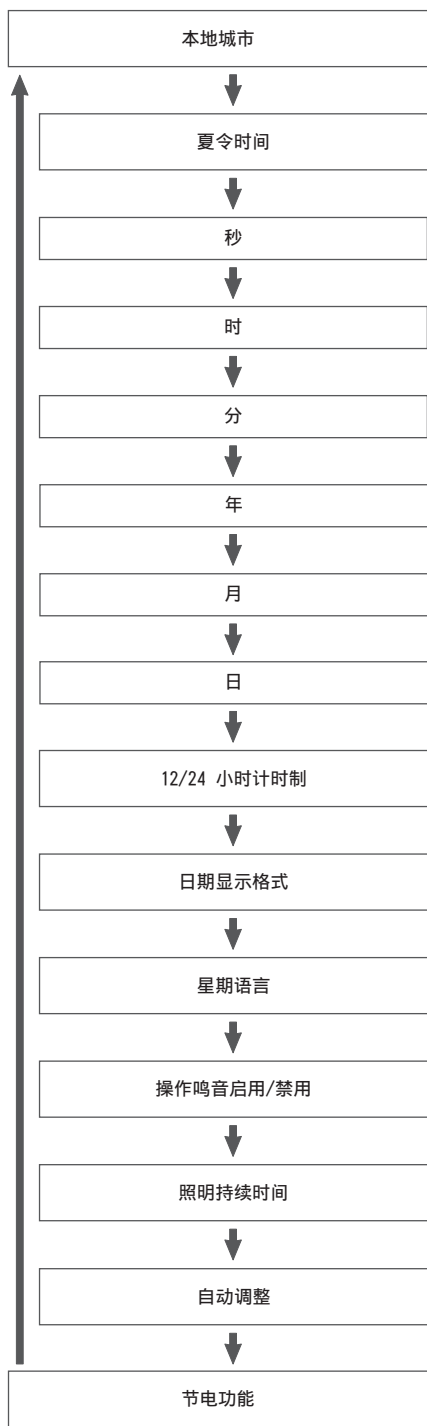 本地城市
夏令时间
秒
时
分
年
月
日
12/24 小时计时制
日期显示格式
星期语言
操作鸣音启用/禁用
照明持续时间
自动调整
节电功能